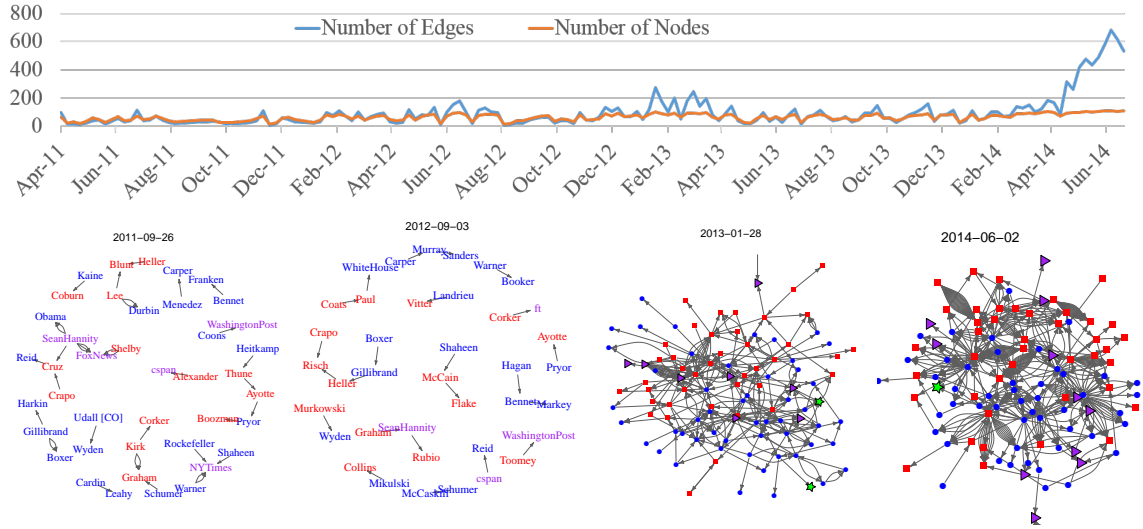 800
Number of Edges
Number of Nodes
600
400
200
0
Apr-11
Jun-11
Aug-11
Oct-11
Dec-11
Feb-12
Apr-12
Jun-12
Aug-12
Oct-12
Dec-12
Feb-13
Apr-13
Jun-13
Aug-13
Oct-13
Dec-13
Feb-14
Apr-14
Jun-14
2011-09-26
Blunt
Heller
Kaine
Carper
Franken
Coburn
Lee
Bennet
Durbin
Menedez
Obama
WashingtonPost
SeanHannity
Coons
Shelby
FoxNews
Reid
Heitkamp
Cruz
cspan
Alexander
Thune
Crapo
Ayotte
Harkin
Udall [CO]
Corker
Boozman
Pryor
Gillibrand
Kirk
Rockefeller
Wyden
Shaheen
Boxer
NYTimes
Graham
Cardin
Warner
Leahy
Schumer
2012-09-03
Murray
Carper
Sanders
WhiteHouse
Warner
Booker
Coats
Paul
Landrieu
Vitter
ft
Corker
Crapo
Boxer
Ayotte
Shaheen
Risch
Gillibrand
Hagan
Pryor
Heller
McCain
Flake
Bennet
Markey
Murkowski
SeanHannity
Graham
WashingtonPost
Wyden
Reid
Rubio
Toomey
Collins
cspan
Mikulski
Schumer
McCaskill
2013-01-28
2014-06-02